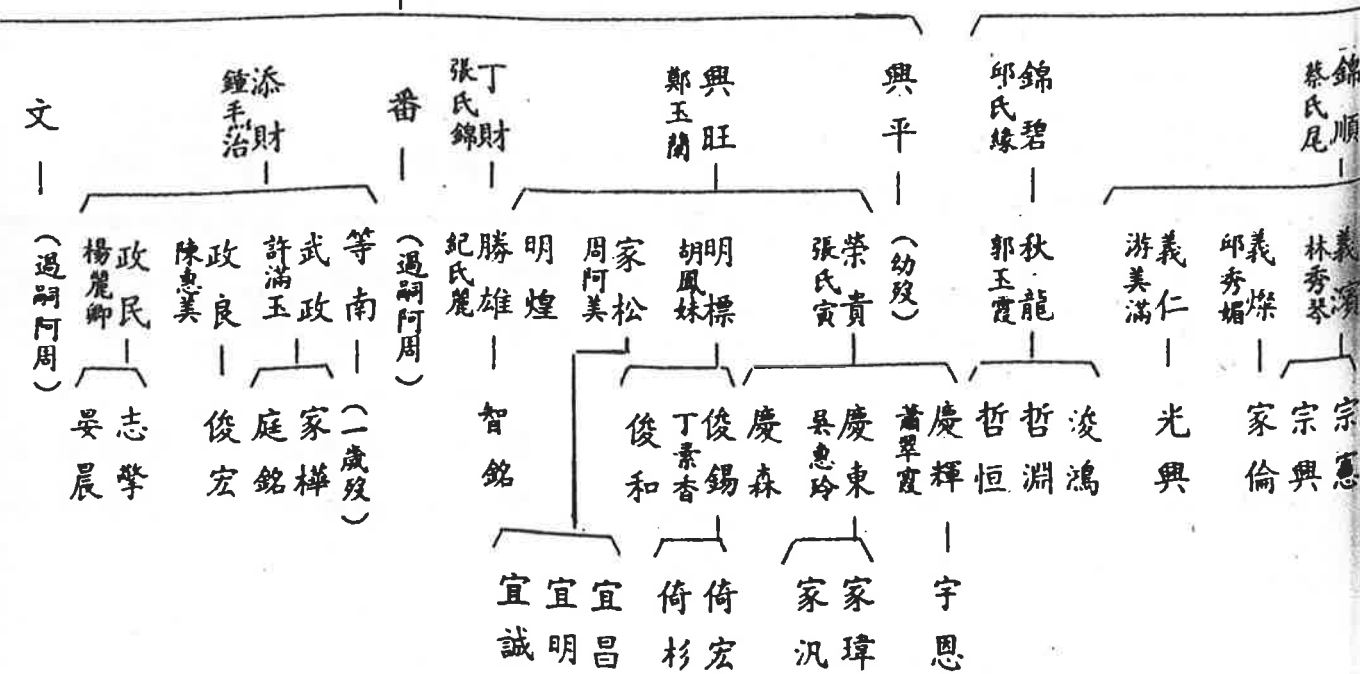 錦順
蔡氏尾
錦碧
邱氏緣
興平
興旺
鄭玉蘭
丁財
張氏錦
番
添財
文
義濱
林秀琴
義燦
邱秀媚
義仁
游美滿
秋龍
郭玉霞
(幼歿)
榮貴
張氏寅
明標
胡鳳妹
家松
周阿美
明煌
勝雄
紀氏麗
(過嗣阿周)
等南
武政
許滿玉
政良
陳惠美
政民
楊麗卿
(過嗣阿周)
宗憲
宗興
家倫
光興
浚鴻
哲淵
哲恒
慶輝
蕭翠霞
慶東
吳惠玲
慶森
俊錫
丁素香
俊和
智銘
(一歲歿)
家樺
庭銘
俊宏
志擎
晏晨
宇恩
家瑋
家汎
倚宏
倚杉
宜昌
宜明
宜誠